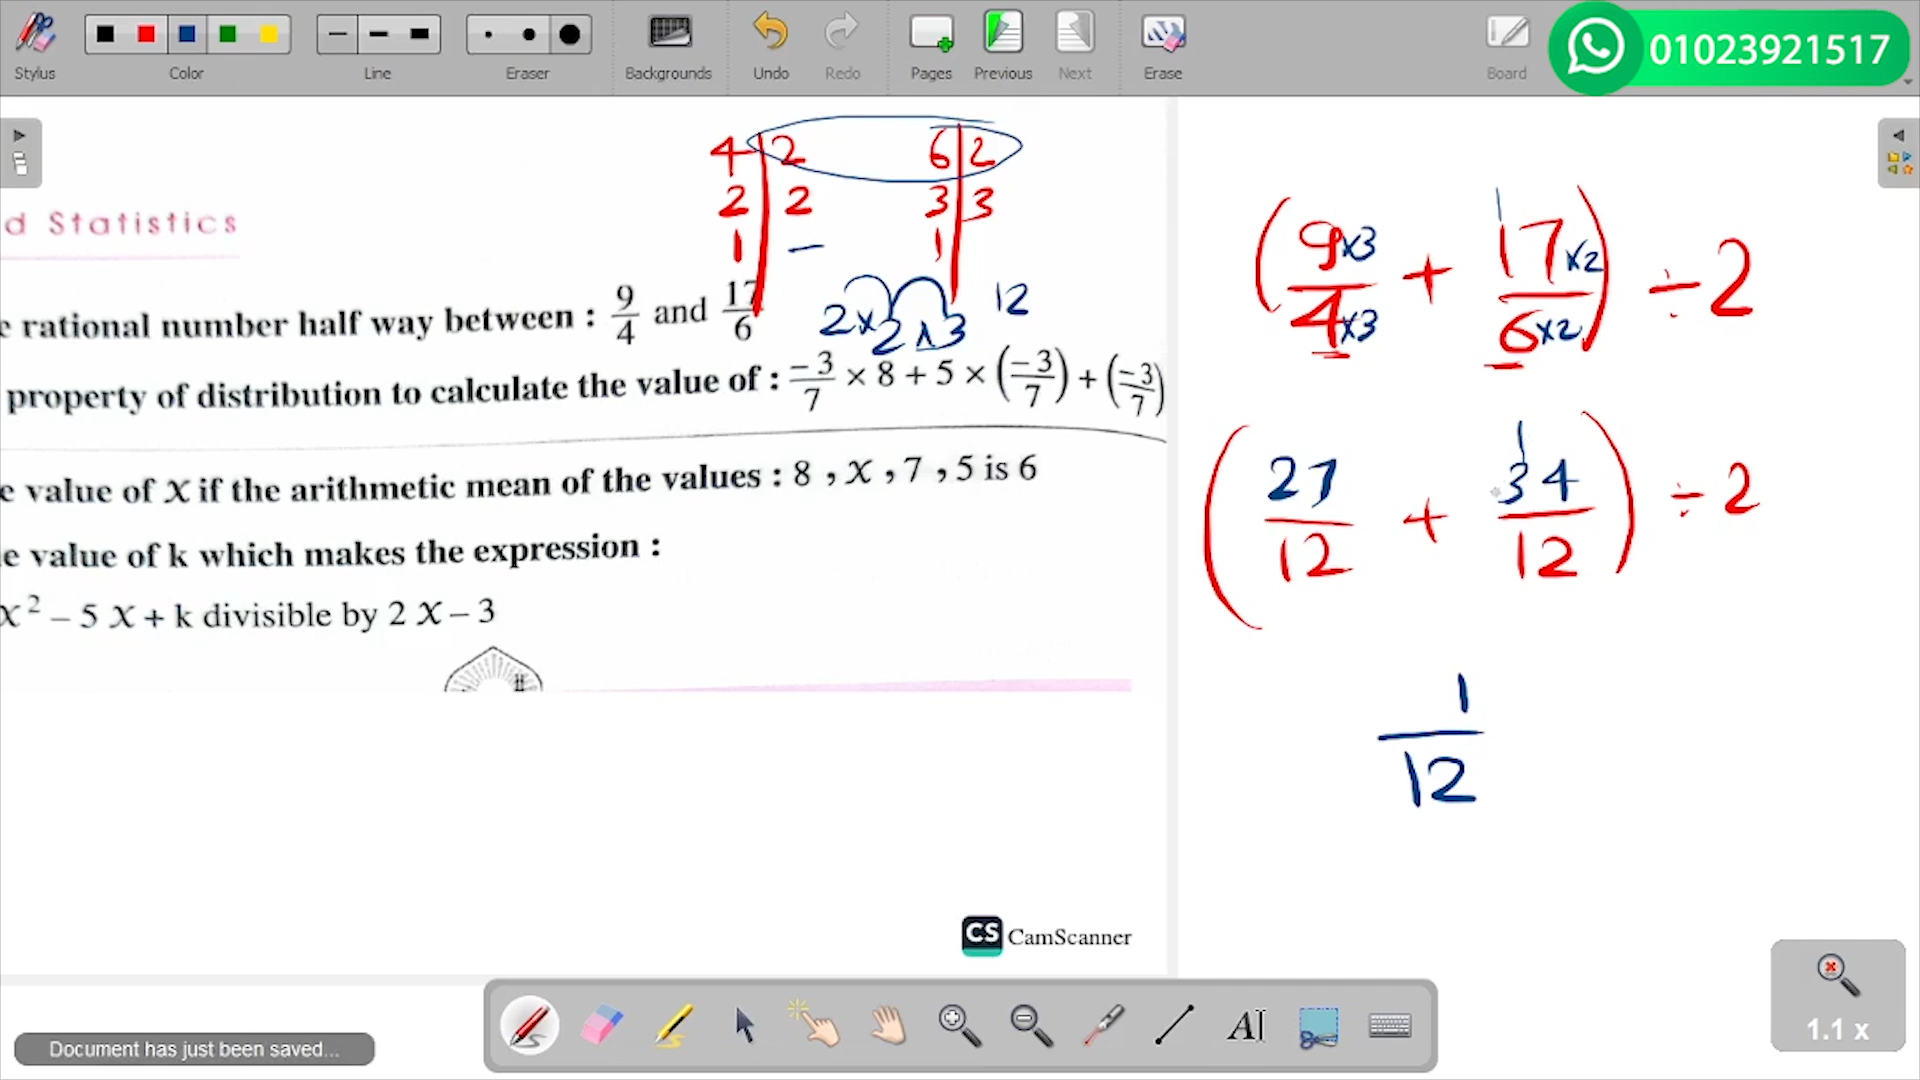 Stylus
Color
Line
Eraser
Backgrounds
Undo
Redo
Pages
Previous
Next
Erase
Board
01023921517
d Statistics
4 2
2 2
1 –
6 2
3 3
1
2×2×3 12
e rational number half way between : 9/4 and 17/6
property of distribution to calculate the value of : −3/7 × 8 + 5 × (−3/7) + (−3/7)
e value of X if the arithmetic mean of the values : 8 , X , 7 , 5 is 6
e value of k which makes the expression :
X² – 5 X + k divisible by 2 X – 3
CS CamScanner
1
(9×3/4×3 + 17×2/6×2) ÷2
1
(27/12 + 34/12) ÷2
1/12
Document has just been saved...
1.1 x